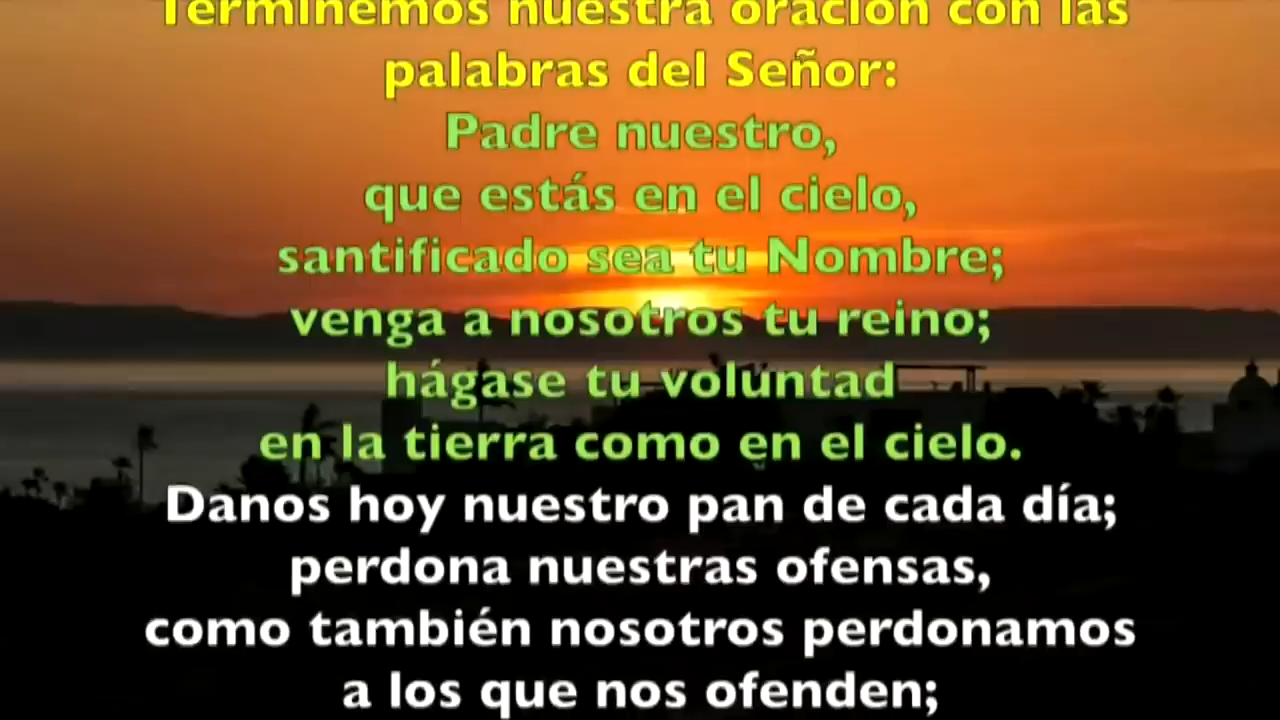 Terminemos nuestra oración con las
palabras del Señor:
Padre nuestro,
que estás en el cielo,
santificado sea tu Nombre;
venga a nosotros tu reino;
hágase tu voluntad
en la tierra como en el cielo.
Danos hoy nuestro pan de cada día;
perdona nuestras ofensas,
como también nosotros perdonamos
a los que nos ofenden;